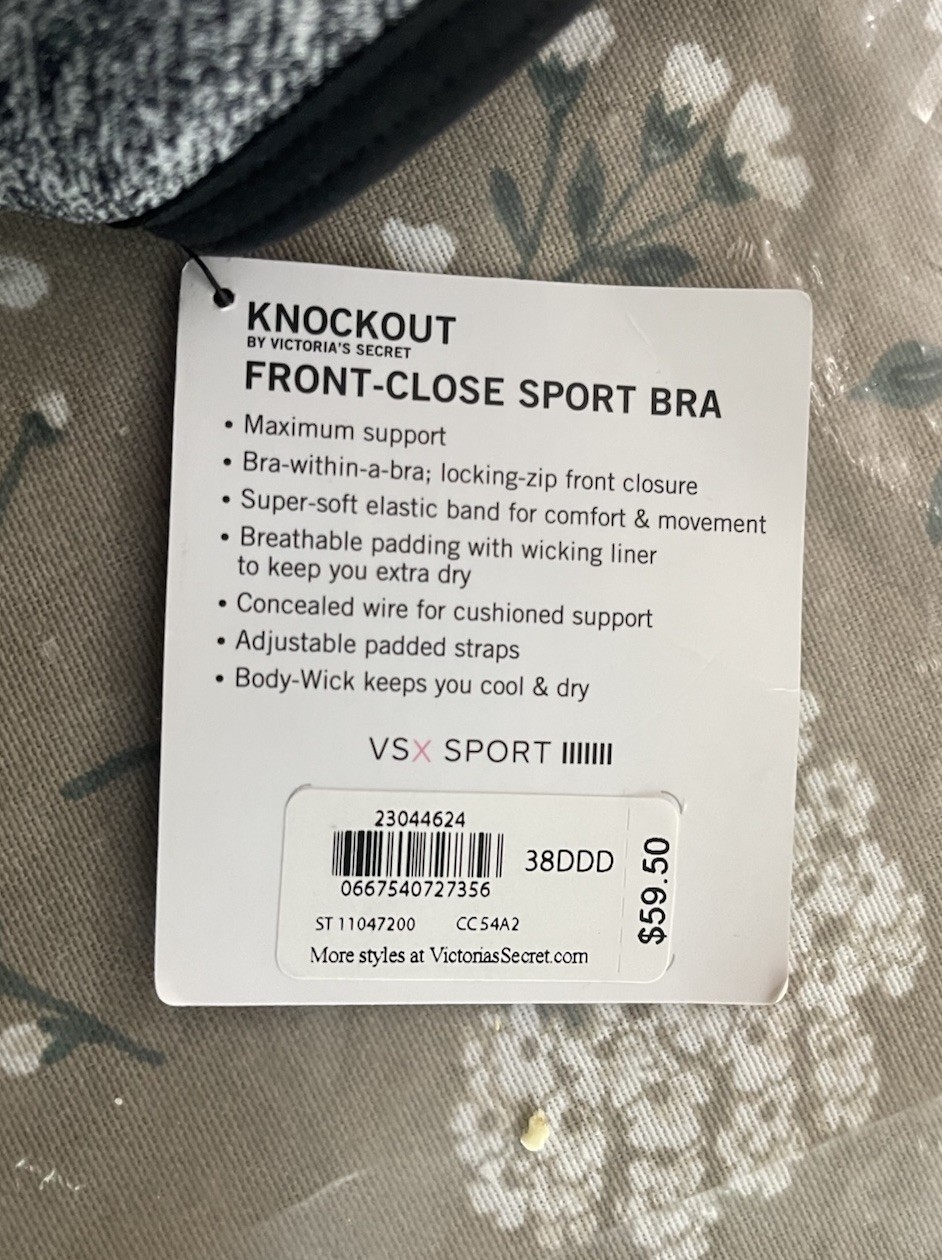 KNOCKOUT
BY VICTORIA'S SECRET
FRONT-CLOSE SPORT BRA
• Maximum support
• Bra-within-a-bra; locking-zip front closure
• Super-soft elastic band for comfort & movement
• Breathable padding with wicking liner
to keep you extra dry
• Concealed wire for cushioned support
• Adjustable padded straps
• Body-Wick keeps you cool & dry
VSX SPORT
23044624
38DDD
0667540727356
ST 11047200 CC54A2
More styles at VictoriasSecret.com
$59.50